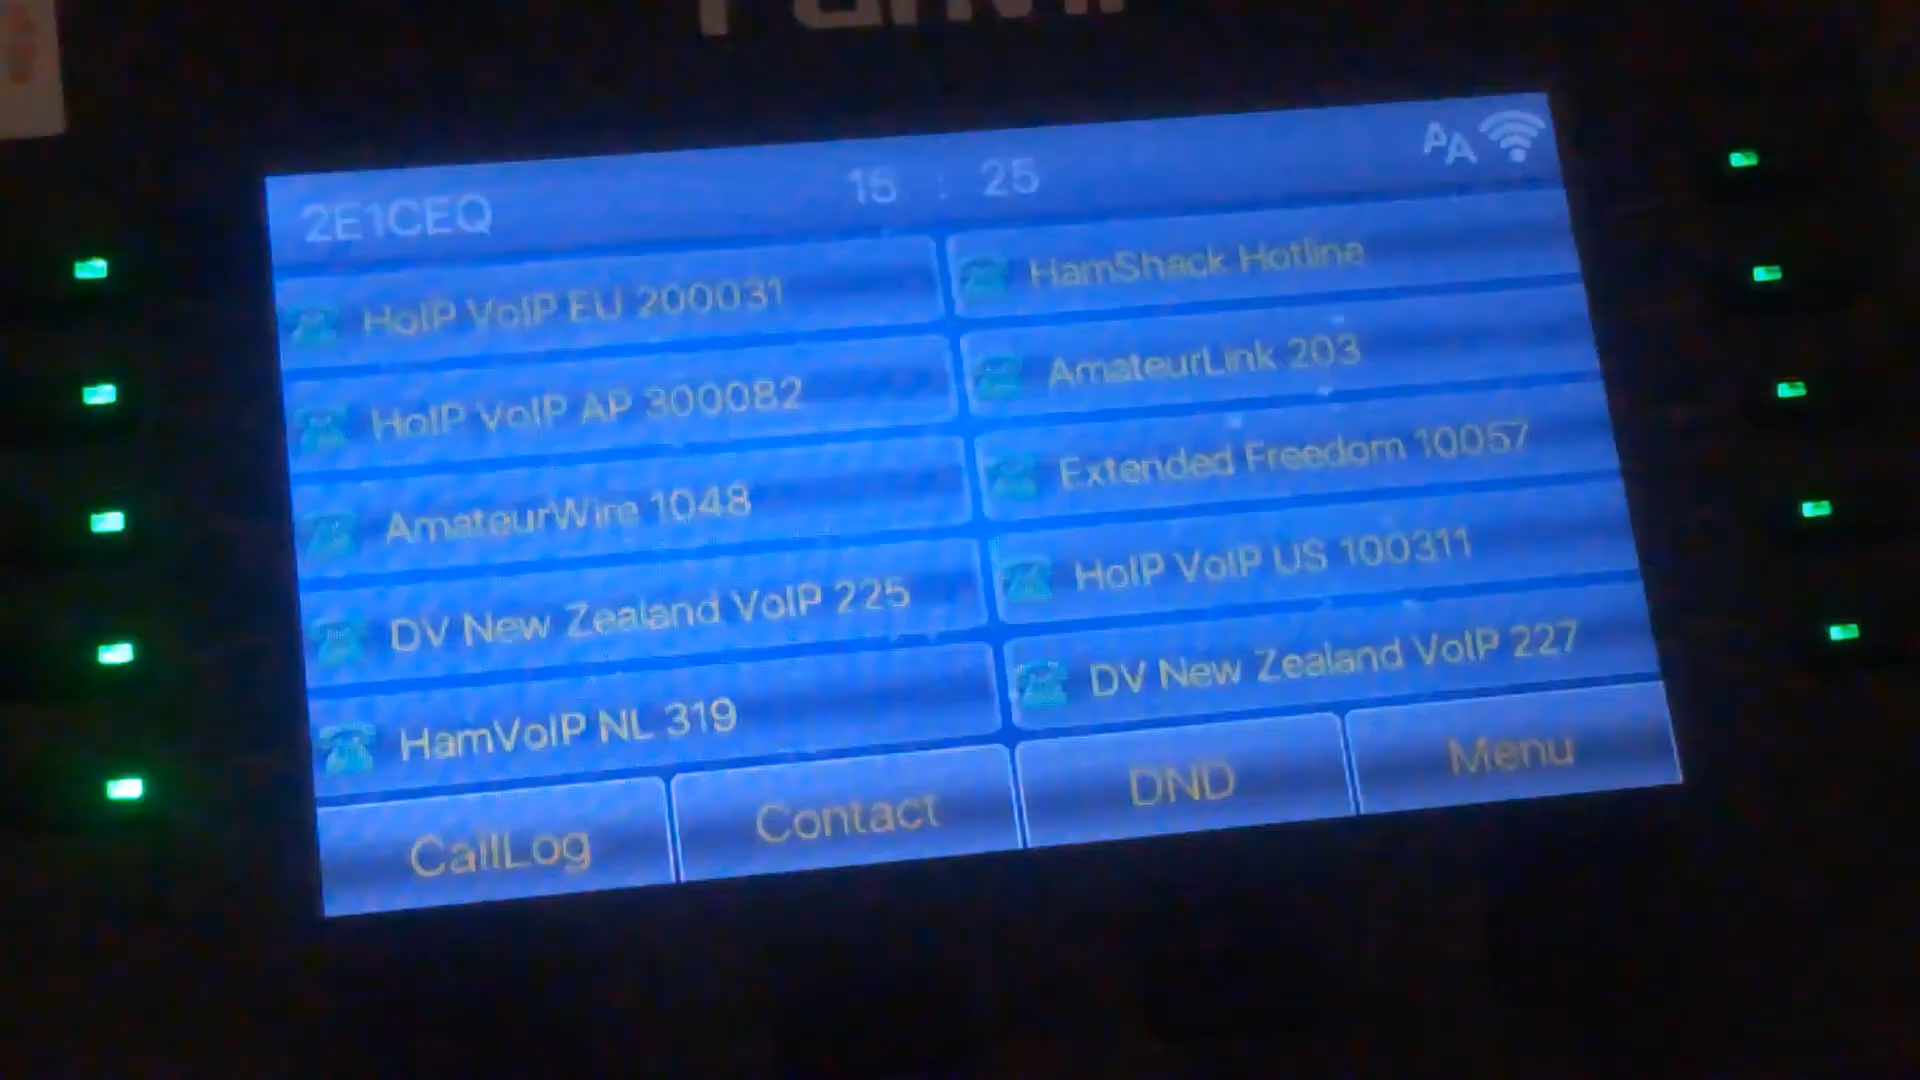 2E1CEQ
15 : 25
AA
HoIP VoIP EU 200031
HamShack Hotline
HoIP VoIP AP 300082
AmateurLink 203
AmateurWire 1048
Extended Freedom 10057
DV New Zealand VoIP 225
HoIP VoIP US 100311
HamVoIP NL 319
DV New Zealand VoIP 227
CallLog
Contact
DND
Menu